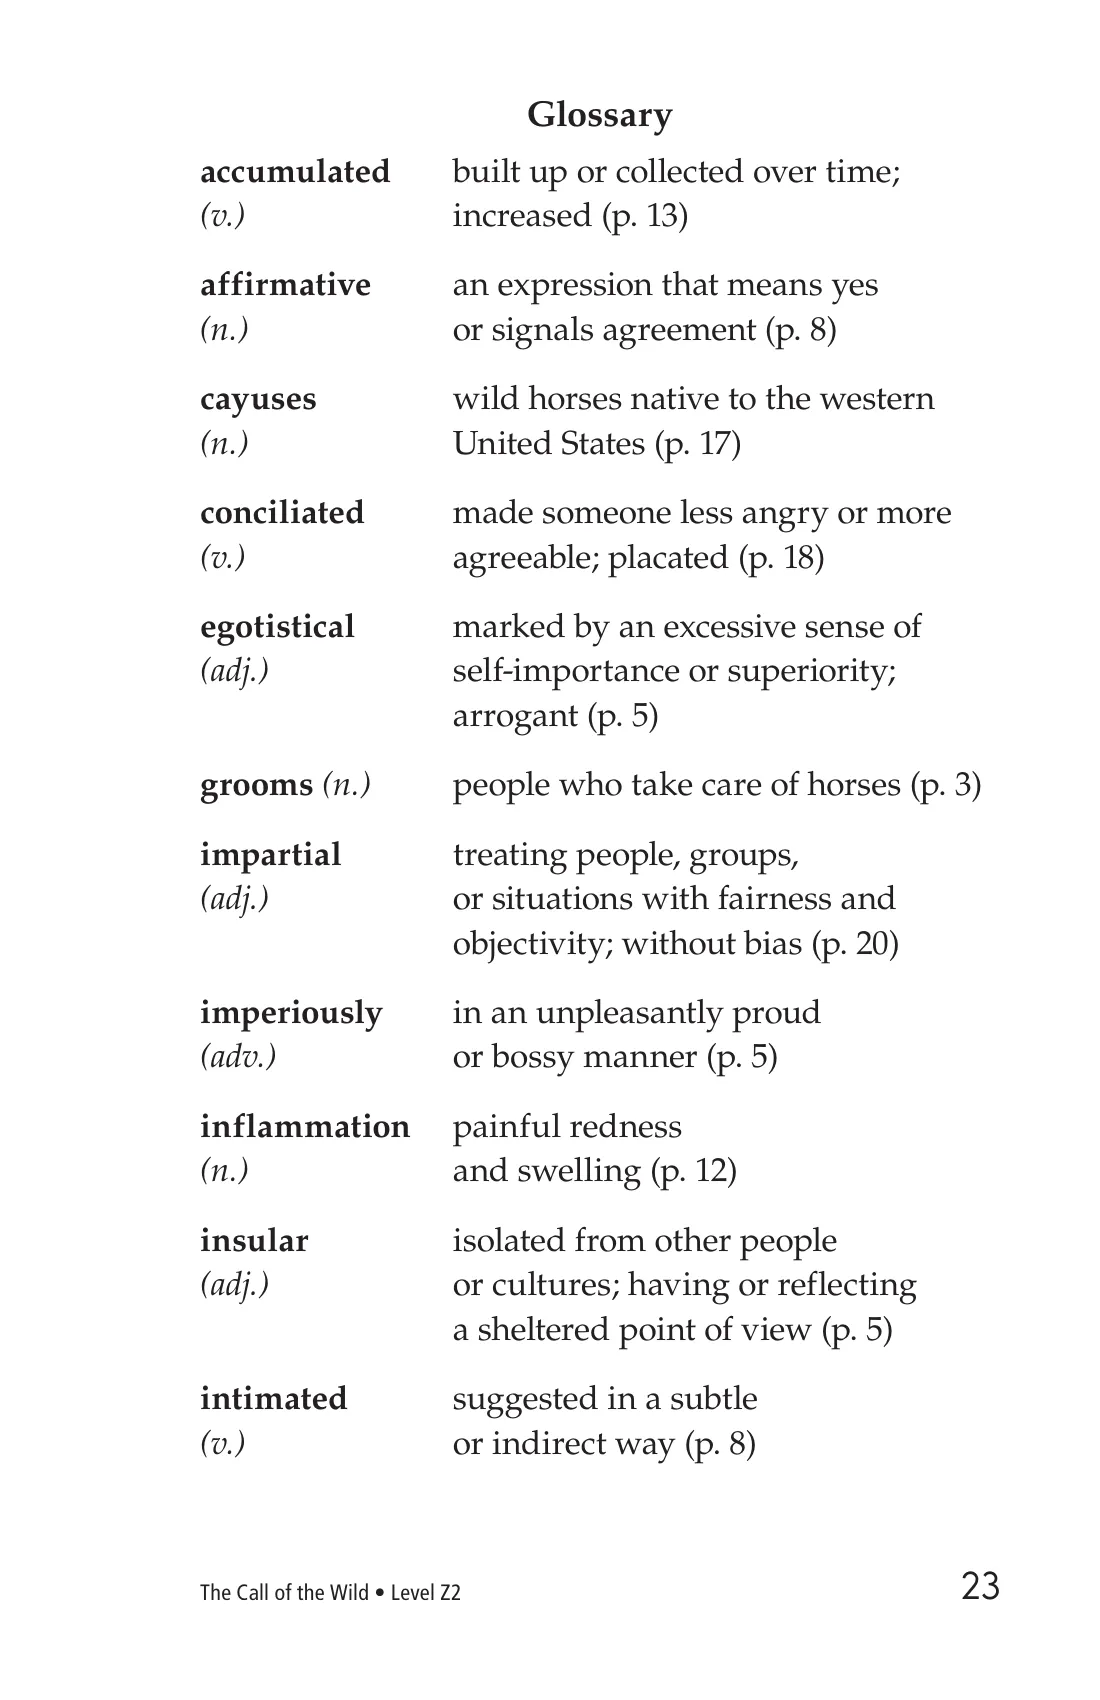 Glossary
accumulated built up or collected over time;
(v.) increased (p. 13)
affirmative an expression that means yes
(n.) or signals agreement (p. 8)
cayuses wild horses native to the western
(n.) United States (p. 17)
conciliated made someone less angry or more
(v.) agreeable; placated (p. 18)
egotistical marked by an excessive sense of
(adj.) self-importance or superiority;
arrogant (p. 5)
grooms (n.) people who take care of horses (p. 3)
impartial treating people, groups,
(adj.) or situations with fairness and
objectivity; without bias (p. 20)
imperiously in an unpleasantly proud
(adv.) or bossy manner (p. 5)
inflammation painful redness
(n.) and swelling (p. 12)
insular isolated from other people
(adj.) or cultures; having or reflecting
a sheltered point of view (p. 5)
intimated suggested in a subtle
(v.) or indirect way (p. 8)
The Call of the Wild • Level Z2 23